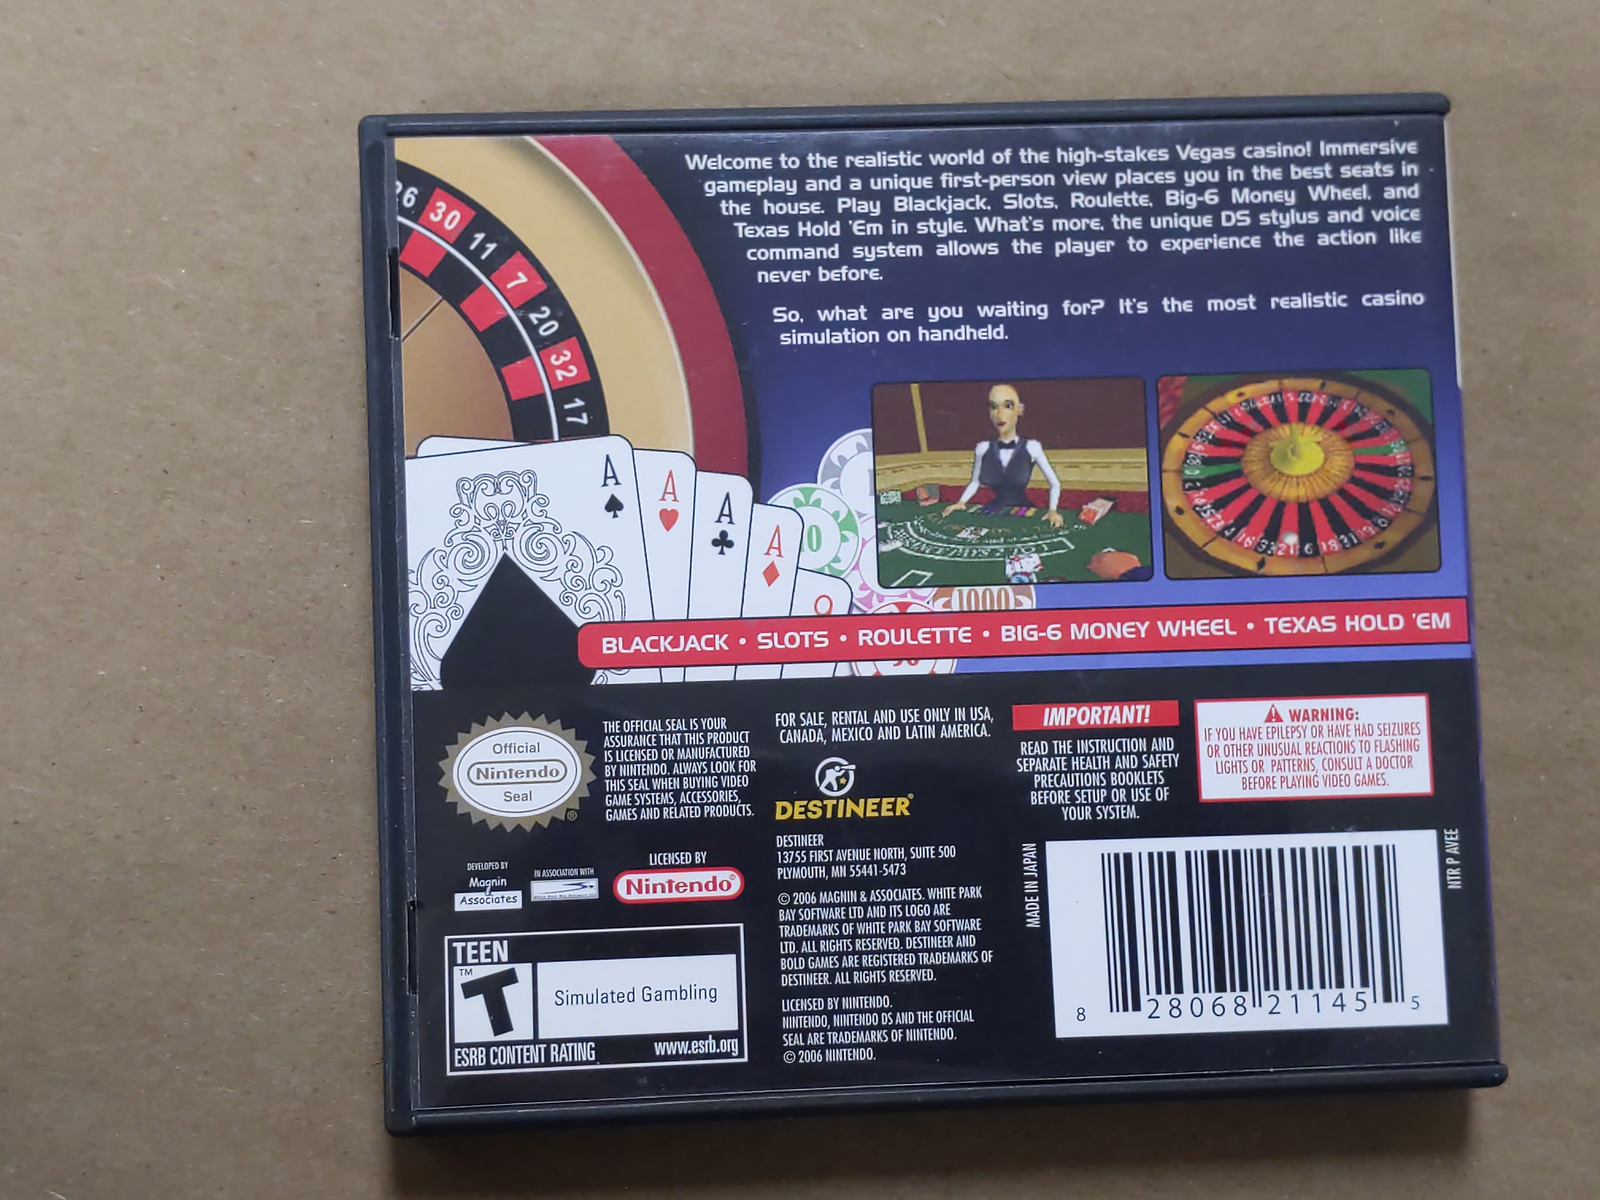 Welcome to the realistic world of the high-stakes Vegas casino! Immersive
gameplay and a unique first-person view places you in the best seats in
the house. Play Blackjack, Slots, Roulette, Big-6 Money Wheel, and
Texas Hold 'Em in style. What's more, the unique DS stylus and voice
command system allows the player to experience the action like
never before.
So, what are you waiting for? It's the most realistic casino
simulation on handheld.
26
30
11
7
20
32
17
A
A
A
A
10
1000
BLACKJACK • SLOTS • ROULETTE • BIG-6 MONEY WHEEL • TEXAS HOLD 'EM
Official
Nintendo
Seal
®
THE OFFICIAL SEAL IS YOUR
ASSURANCE THAT THIS PRODUCT
IS LICENSED OR MANUFACTURED
BY NINTENDO. ALWAYS LOOK FOR
THIS SEAL WHEN BUYING VIDEO
GAME SYSTEMS, ACCESSORIES,
GAMES AND RELATED PRODUCTS.
DEVELOPED BY
Magnin
&
Associates
IN ASSOCIATION WITH
LICENSED BY
Nintendo®
TEEN
T™
Simulated Gambling
ESRB CONTENT RATING www.esrb.org
FOR SALE, RENTAL AND USE ONLY IN USA,
CANADA, MEXICO AND LATIN AMERICA.
DESTINEER®
DESTINEER
13755 FIRST AVENUE NORTH, SUITE 500
PLYMOUTH, MN 55441-5473
© 2006 MAGNIN & ASSOCIATES. WHITE PARK
BAY SOFTWARE LTD AND ITS LOGO ARE
TRADEMARKS OF WHITE PARK BAY SOFTWARE
LTD. ALL RIGHTS RESERVED. DESTINEER AND
BOLD GAMES ARE REGISTERED TRADEMARKS OF
DESTINEER. ALL RIGHTS RESERVED.
LICENSED BY NINTENDO.
NINTENDO, NINTENDO DS AND THE OFFICIAL
SEAL ARE TRADEMARKS OF NINTENDO.
© 2006 NINTENDO.
IMPORTANT!
READ THE INSTRUCTION AND
SEPARATE HEALTH AND SAFETY
PRECAUTIONS BOOKLETS
BEFORE SETUP OR USE OF
YOUR SYSTEM.
WARNING:
IF YOU HAVE EPILEPSY OR HAVE HAD SEIZURES
OR OTHER UNUSUAL REACTIONS TO FLASHING
LIGHTS OR PATTERNS, CONSULT A DOCTOR
BEFORE PLAYING VIDEO GAMES.
MADE IN JAPAN
8 28068 21145 5
NTR P AVEE